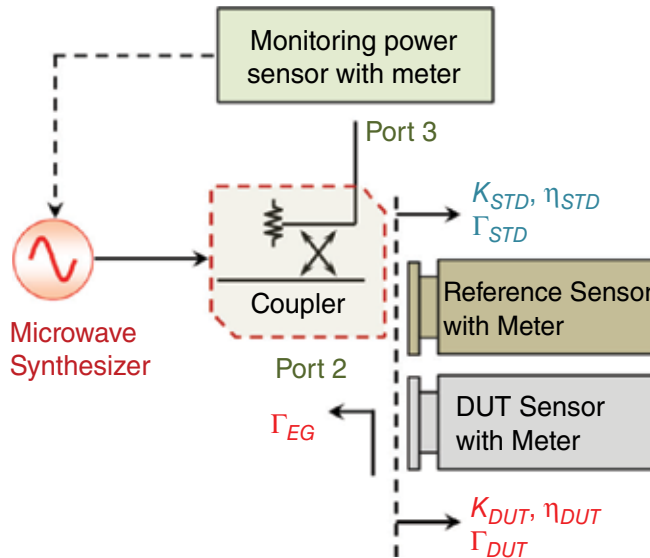 Monitoring power
sensor with meter
Port 3
K_STD, η_STD
Γ_STD
Coupler
Reference Sensor
with Meter
Microwave
Synthesizer
Port 2
Γ_EG
DUT Sensor
with Meter
K_DUT, η_DUT
Γ_DUT